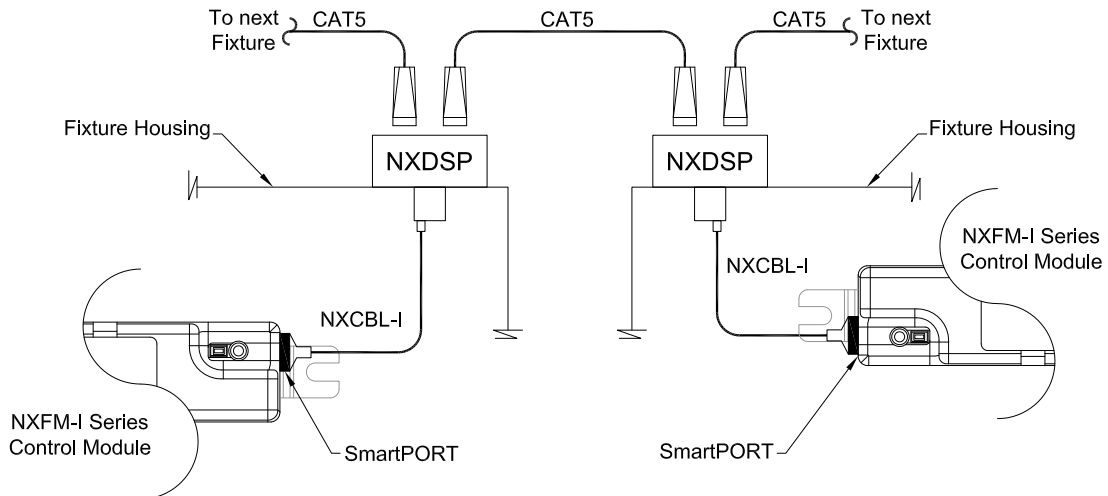 To next
Fixture
CAT5
CAT5
CAT5
To next
Fixture
Fixture Housing
NXDSP
NXDSP
Fixture Housing
NXFM-I Series
Control Module
NXCBL-I
NXCBL-I
NXFM-I Series
Control Module
SmartPORT
SmartPORT